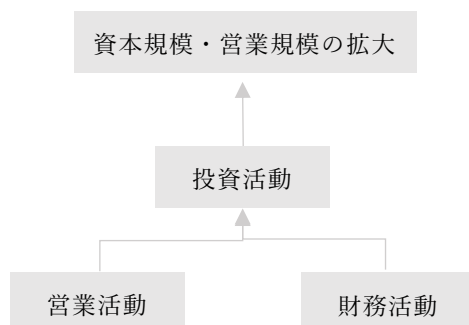 資本規模・営業規模の拡大
投資活動
営業活動
財務活動